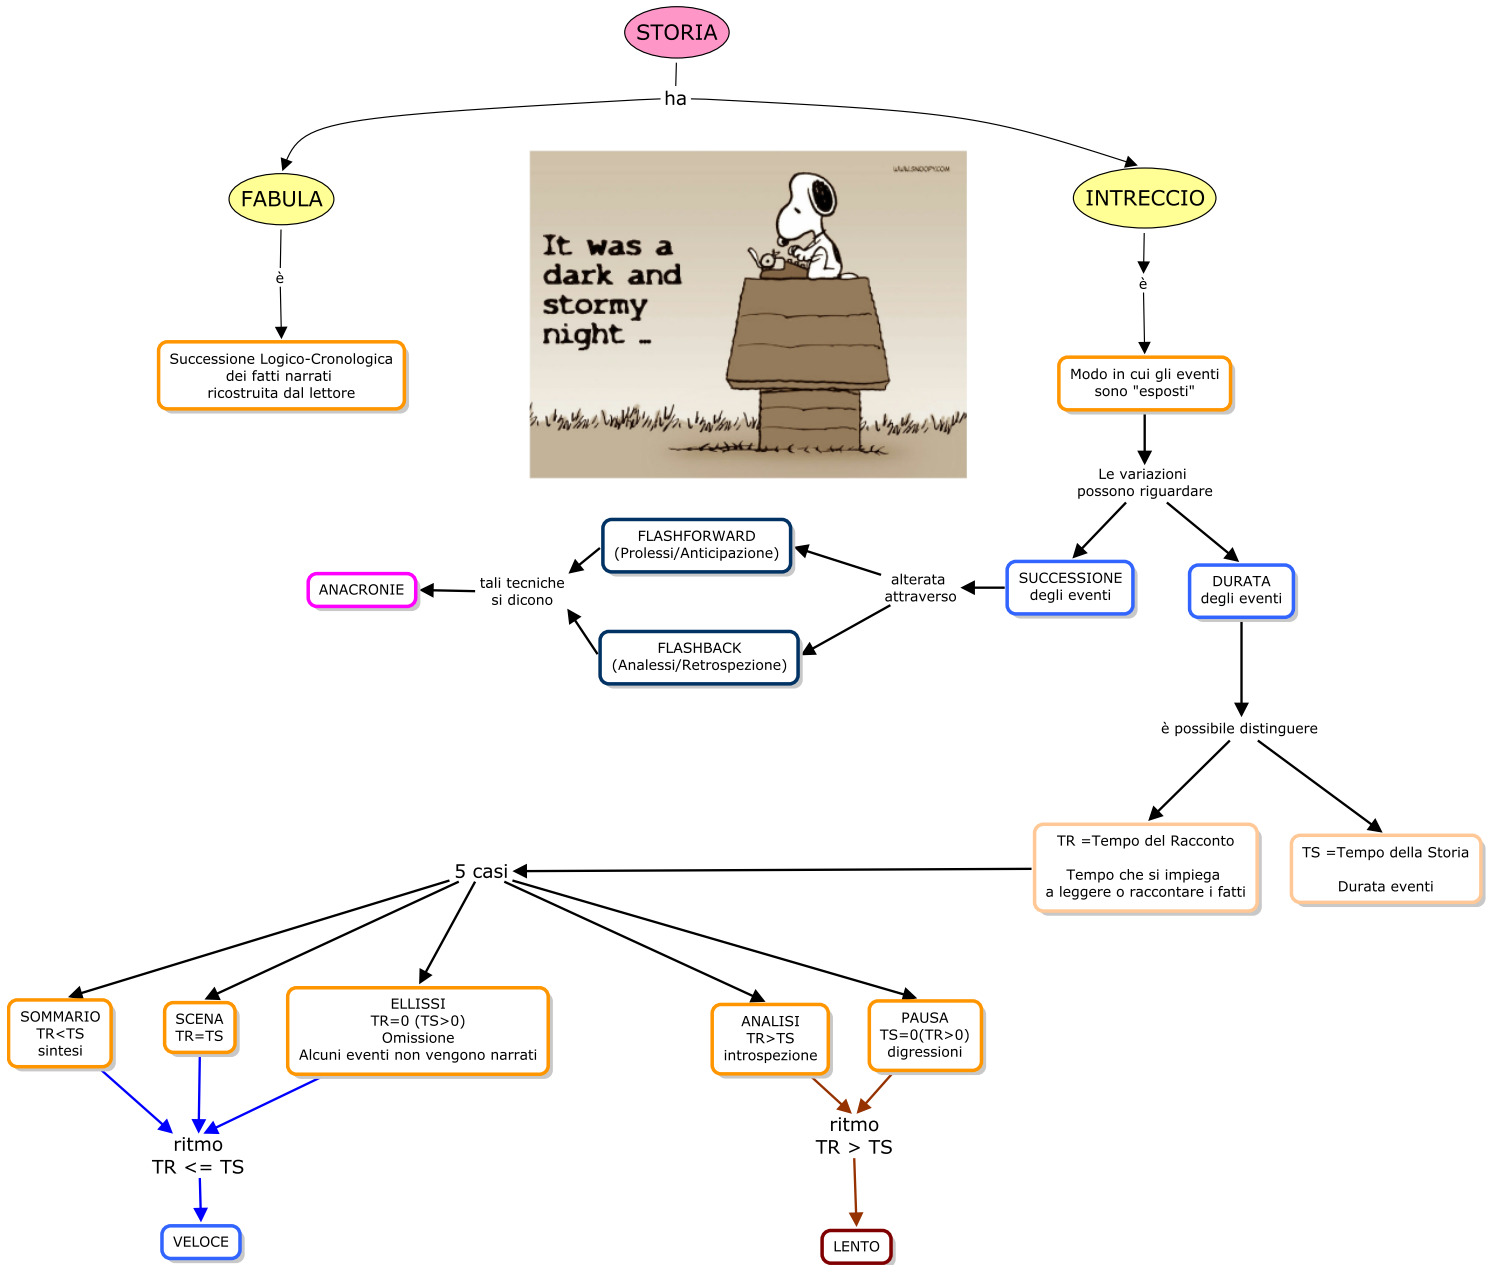 STORIA
ha
FABULA
INTRECCIO
è
è
WWW.SNOOPY.COM
It was a
dark and
stormy
night ...
Successione Logico-Cronologica
dei fatti narrati
ricostruita dal lettore
Modo in cui gli eventi
sono "esposti"
Le variazioni
possono riguardare
SUCCESSIONE
degli eventi
DURATA
degli eventi
alterata
attraverso
FLASHFORWARD
(Prolessi/Anticipazione)
FLASHBACK
(Analessi/Retrospezione)
tali tecniche
si dicono
ANACRONIE
è possibile distinguere
TR =Tempo del Racconto
Tempo che si impiega
a leggere o raccontare i fatti
TS =Tempo della Storia
Durata eventi
5 casi
SOMMARIO
TR<TS
sintesi
SCENA
TR=TS
ELLISSI
TR=0 (TS>0)
Omissione
Alcuni eventi non vengono narrati
ANALISI
TR>TS
introspezione
PAUSA
TS=0(TR>0)
digressioni
ritmo
TR <= TS
VELOCE
ritmo
TR > TS
LENTO